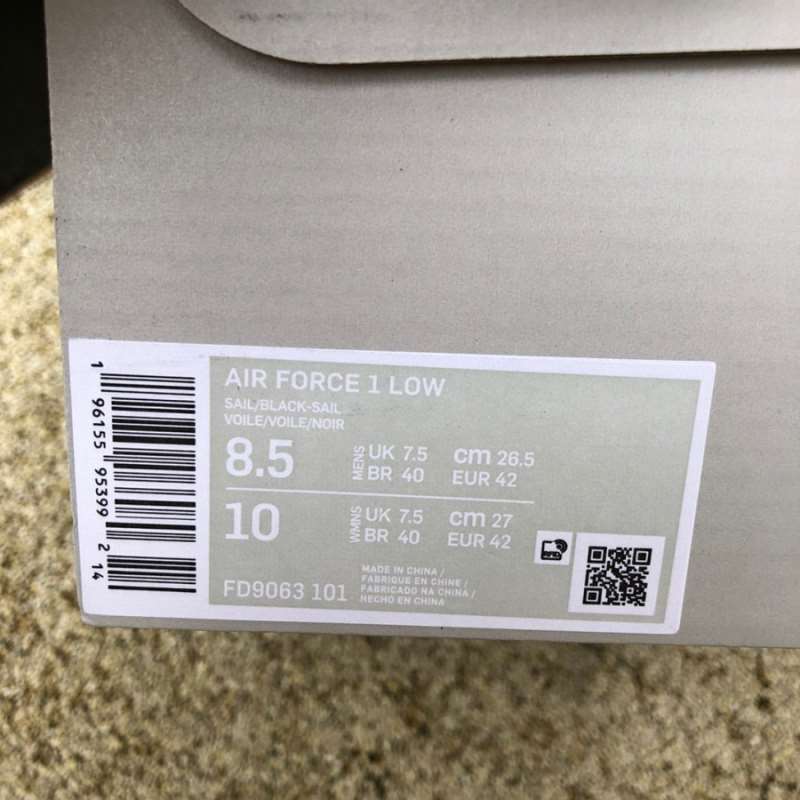 AIR FORCE 1 LOW
SAIL/BLACK-SAIL
VOILE/VOILE/NOIR
8.5 MENS UK 7.5 cm 26.5
BR 40 EUR 42
10 WMNS UK 7.5 cm 27
BR 40 EUR 42
FD9063 101
MADE IN CHINA /
FABRIQUE EN CHINE /
FABRICADO NA CHINA /
HECHO EN CHINA
RFID
1 96155 95399 2 14